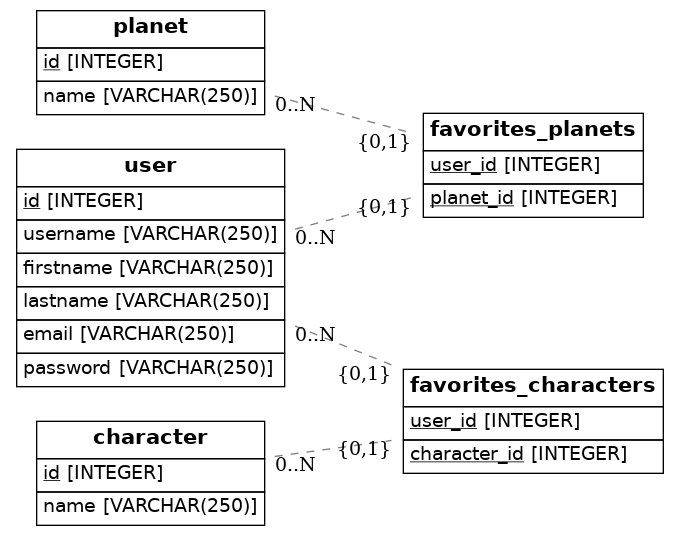 planet
id [INTEGER]
name [VARCHAR(250)]
0..N
{0,1}
favorites_planets
user_id [INTEGER]
planet_id [INTEGER]
user
id [INTEGER]
username [VARCHAR(250)]
firstname [VARCHAR(250)]
lastname [VARCHAR(250)]
email [VARCHAR(250)]
password [VARCHAR(250)]
{0,1}
0..N
0..N
{0,1}
favorites_characters
user_id [INTEGER]
character_id [INTEGER]
character
id [INTEGER]
name [VARCHAR(250)]
0..N
{0,1}